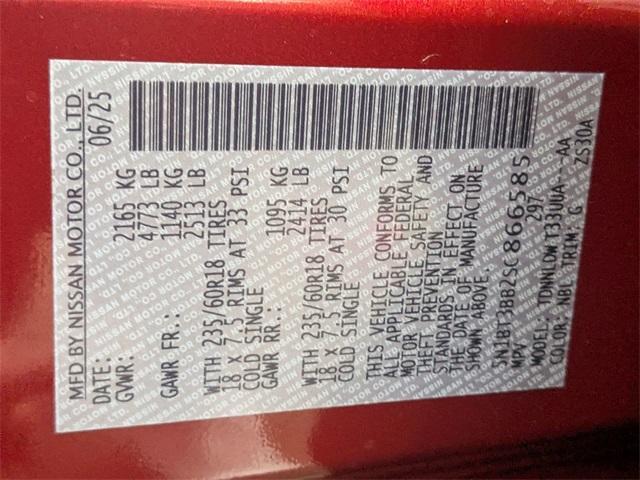 MFD BY NISSAN MOTOR CO., LTD.
DATE: 06/25
GVWR: 2165 KG
4773 LB
GAWR FR.: 1140 KG
2513 LB
WITH 235/60R18 TIRES
18 X 7.5 RIMS AT 33 PSI
COLD SINGLE
GAWR RR.: 1095 KG
2414 LB
WITH 235/60R18 TIRES
18 X 7.5 RIMS AT 30 PSI
COLD SINGLE
THIS VEHICLE CONFORMS TO
ALL APPLICABLE FEDERAL
MOTOR VEHICLE SAFETY AND
THEFT PREVENTION
STANDARDS IN EFFECT ON
THE DATE OF MANUFACTURE
SHOWN ABOVE.
5N1BT3BB2SC866585
MPV 297
MODEL: TDNNLDWT33UUA--AA
COLOR: NBL TRIM G ZS30A